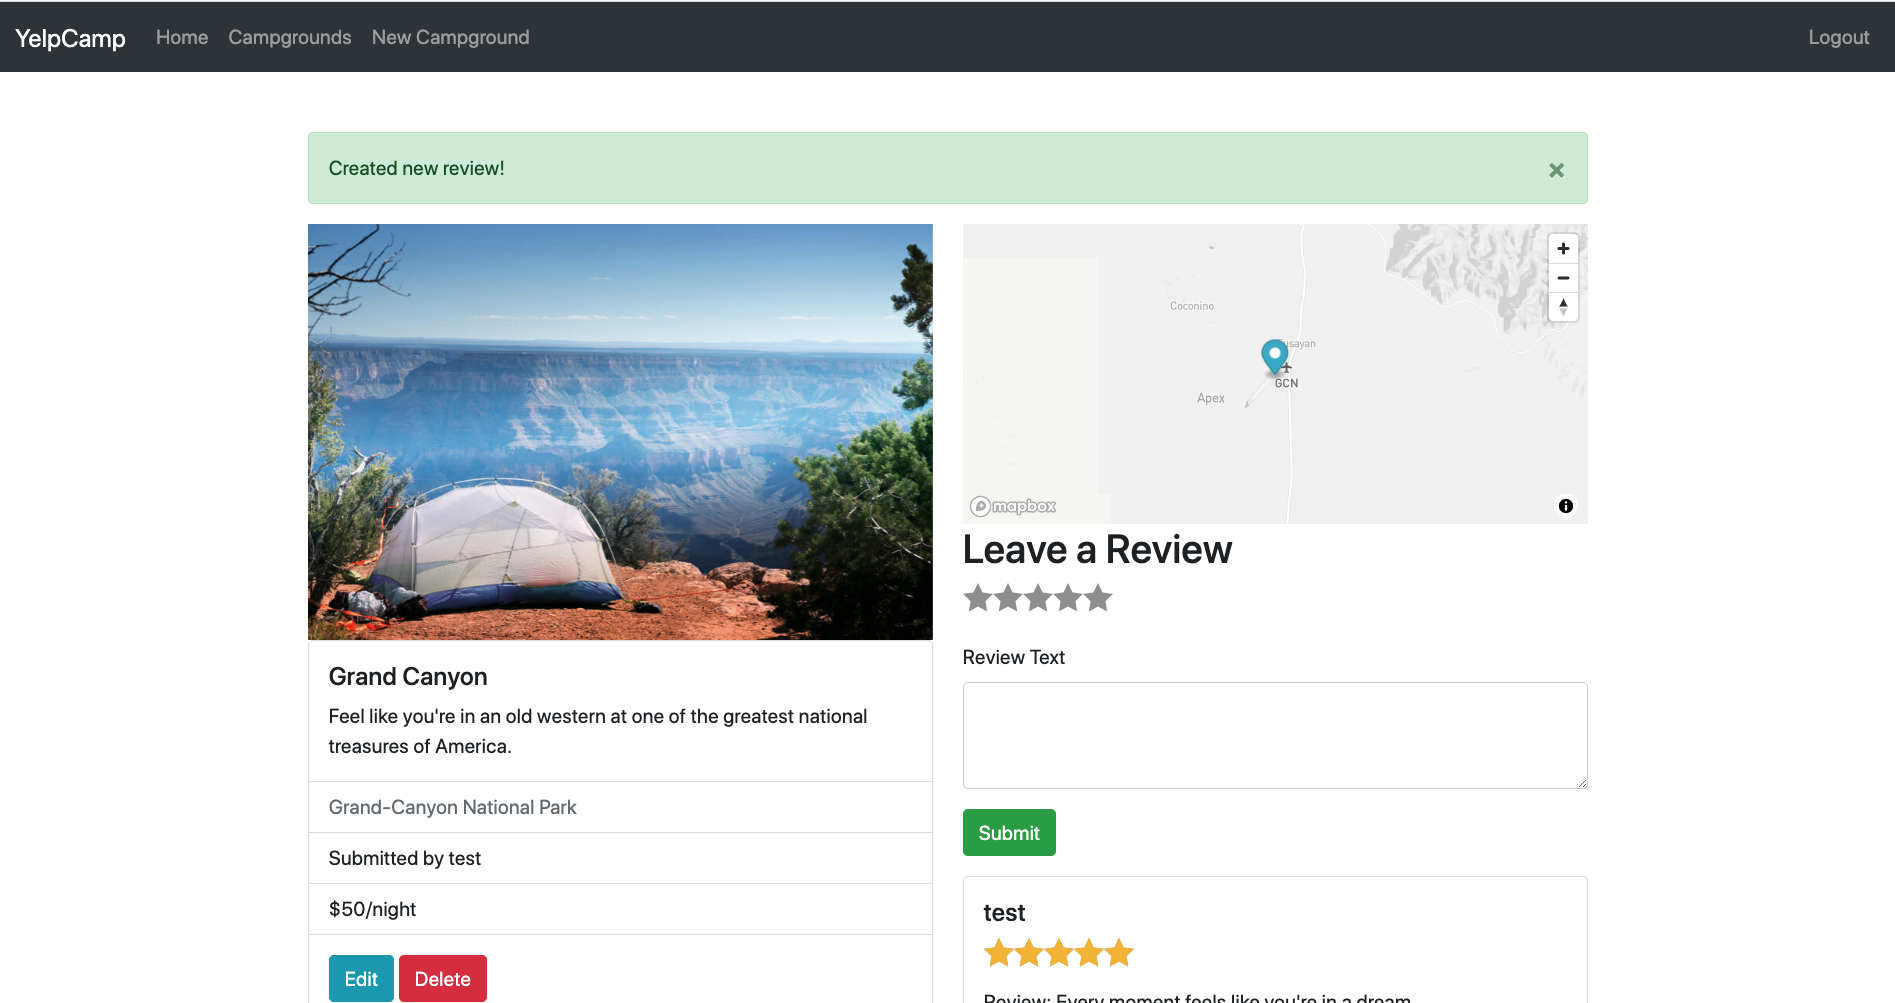 YelpCamp Home Campgrounds New Campground Logout
Created new review!
×
Coconino
Tusayan
GCN
Apex
mapbox
Leave a Review
Review Text
Submit
Grand Canyon
Feel like you're in an old western at one of the greatest national
treasures of America.
Grand-Canyon National Park
Submitted by test
$50/night
Edit Delete
test
Review: Every moment feels like you're in a dream